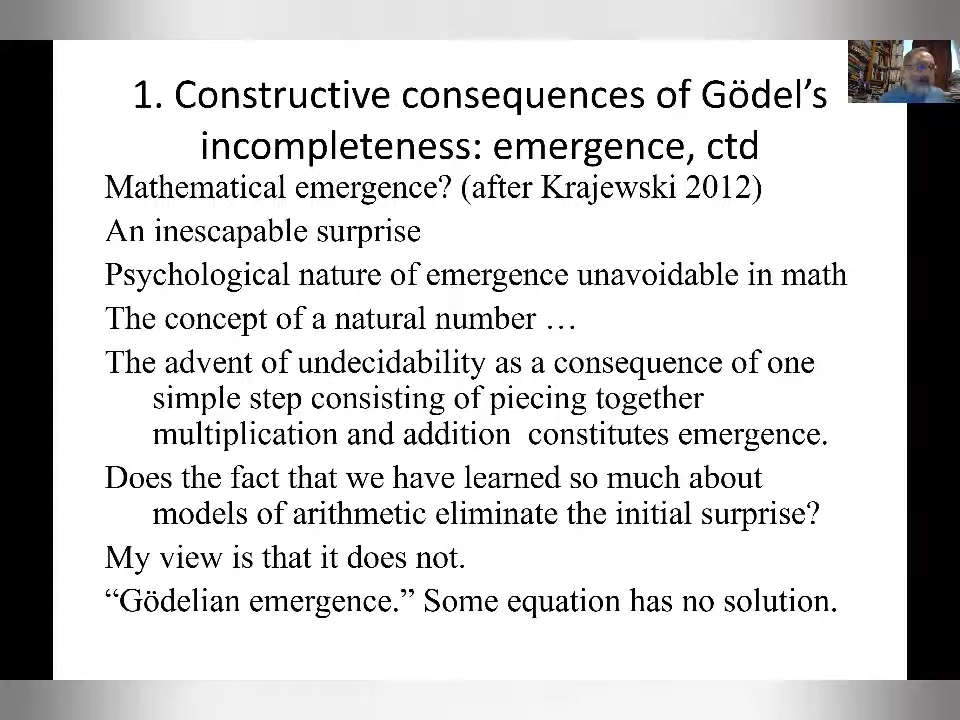 1. Constructive consequences of Gödel’s
incompleteness: emergence, ctd
Mathematical emergence? (after Krajewski 2012)
An inescapable surprise
Psychological nature of emergence unavoidable in math
The concept of a natural number …
The advent of undecidability as a consequence of one
simple step consisting of piecing together
multiplication and addition constitutes emergence.
Does the fact that we have learned so much about
models of arithmetic eliminate the initial surprise?
My view is that it does not.
“Gödelian emergence.” Some equation has no solution.